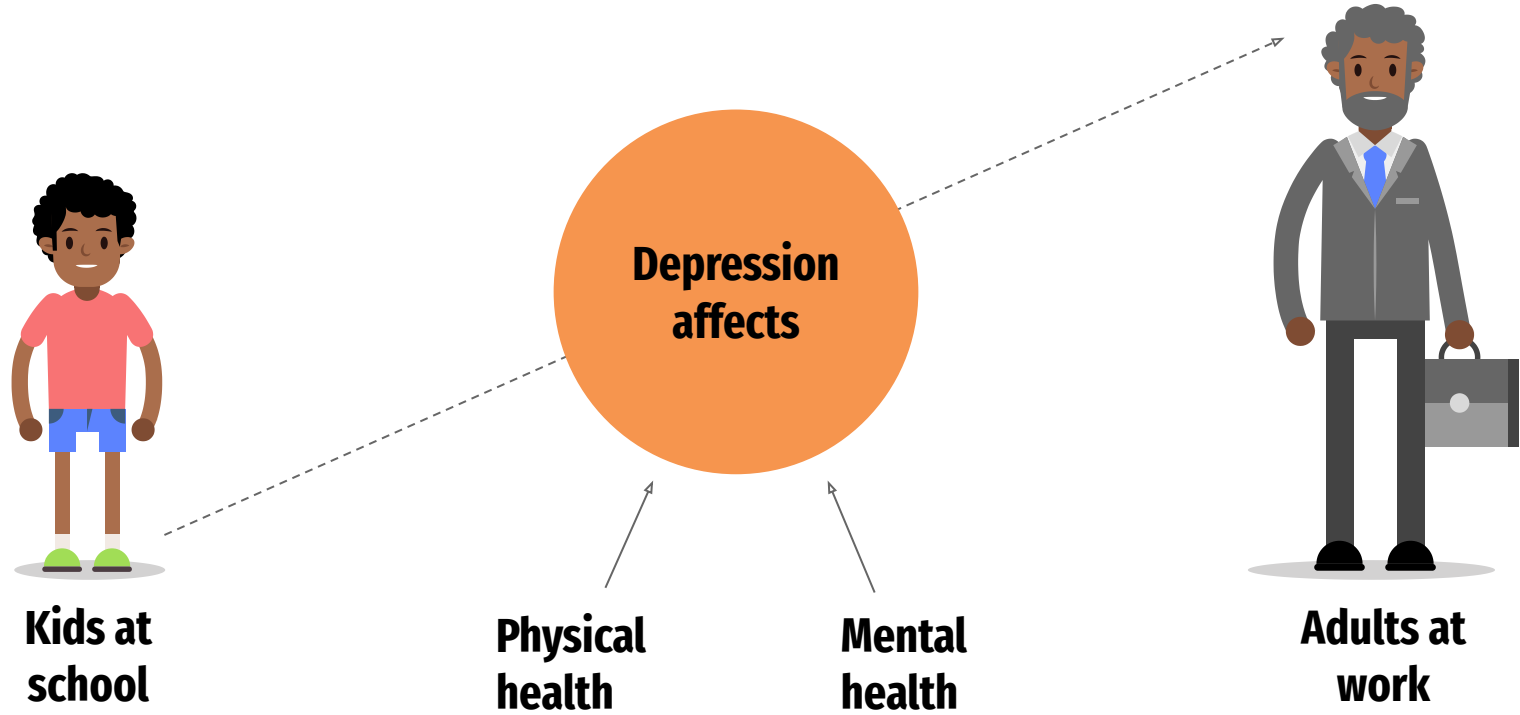 Depression
affects
Kids at
school
Physical
health
Mental
health
Adults at
work